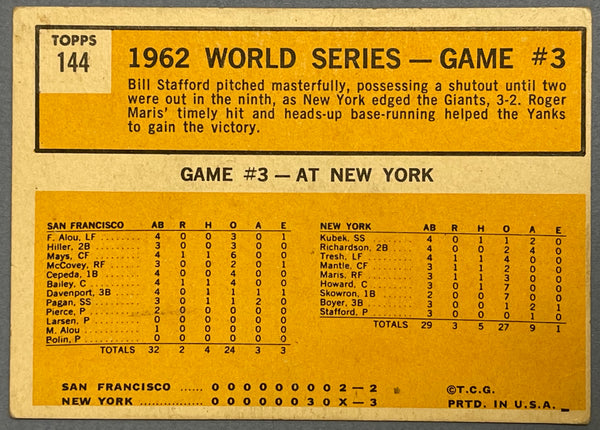 TOPPS
144
1962 WORLD SERIES — GAME #3
Bill Stafford pitched masterfully, possessing a shutout until two
were out in the ninth, as New York edged the Giants, 3-2. Roger
Maris' timely hit and heads-up base-running helped the Yanks
to gain the victory.
GAME #3 — AT NEW YORK
SAN FRANCISCO AB R H O A E
F. Alou, LF 4 0 0 3 0 1
Hiller, 2B 3 0 0 3 0 0
Mays, CF 4 1 1 6 0 0
McCovey, RF 3 0 0 3 0 1
Cepeda, 1B 4 0 0 3 0 0
Bailey, C 4 1 1 4 0 0
Davenport, 3B 4 0 1 1 1 1
Pagan, SS 3 0 1 1 2 0
Pierce, P 2 0 0 0 0 0
Larsen, P 0 0 0 0 0 0
M. Alou 1 0 0 0 0 0
Bolin, P 0 0 0 0 0 0
TOTALS 32 2 4 24 3 3
NEW YORK AB R H O A E
Kubek, SS 4 0 1 1 2 0
Richardson, 2B 4 0 0 2 4 0
Tresh, LF 4 1 1 4 0 0
Mantle, CF 3 1 1 2 0 0
Maris, RF 3 1 1 3 0 0
Howard, C 3 0 1 7 0 0
Skowron, 1B 2 0 0 7 0 0
Boyer, 3B 3 0 0 1 2 1
Stafford, P 3 0 0 0 1 0
TOTALS 29 3 5 27 9 1
SAN FRANCISCO ...... 0 0 0 0 0 0 0 0 2 — 2
NEW YORK ............. 0 0 0 0 0 0 3 0 X — 3
©T.C.G.
PRTD. IN U.S.A.